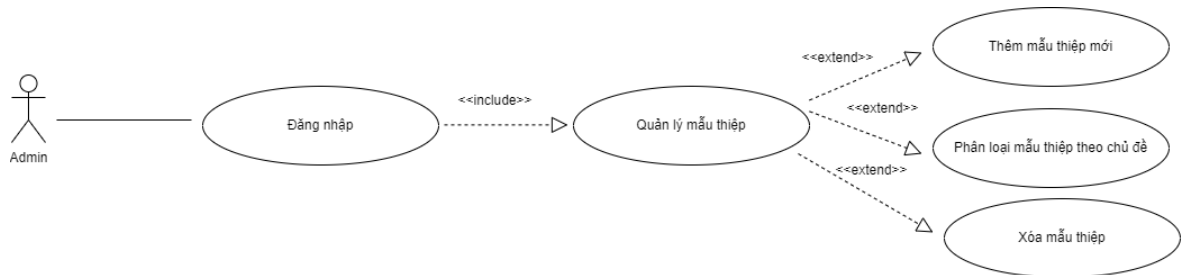 Admin
Đăng nhập
<<include>>
Quản lý mẫu thiệp
<<extend>>
Thêm mẫu thiệp mới
<<extend>>
Phân loại mẫu thiệp theo chủ đề
<<extend>>
Xóa mẫu thiệp